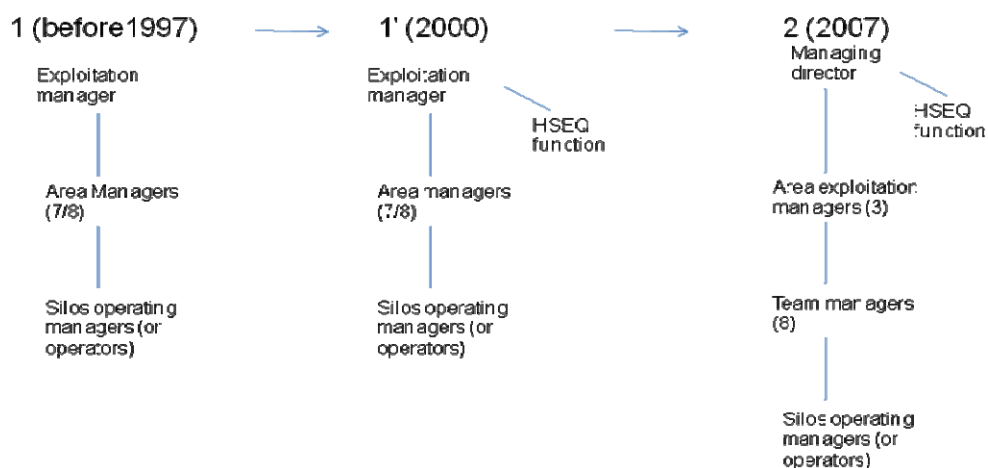 1 (before1997)
Exploitation
manager
Area Managers
(7/8)
Silos operating
managers (or
operators)
1' (2000)
Exploitation
manager
HSEQ
function
Area managers
(7/8)
Silos operating
managers (or
operators)
2 (2007)
Managing
director
HSEQ
function
Area exploitation
managers (3)
Team managers
(8)
Silos operating
managers (or
operators)